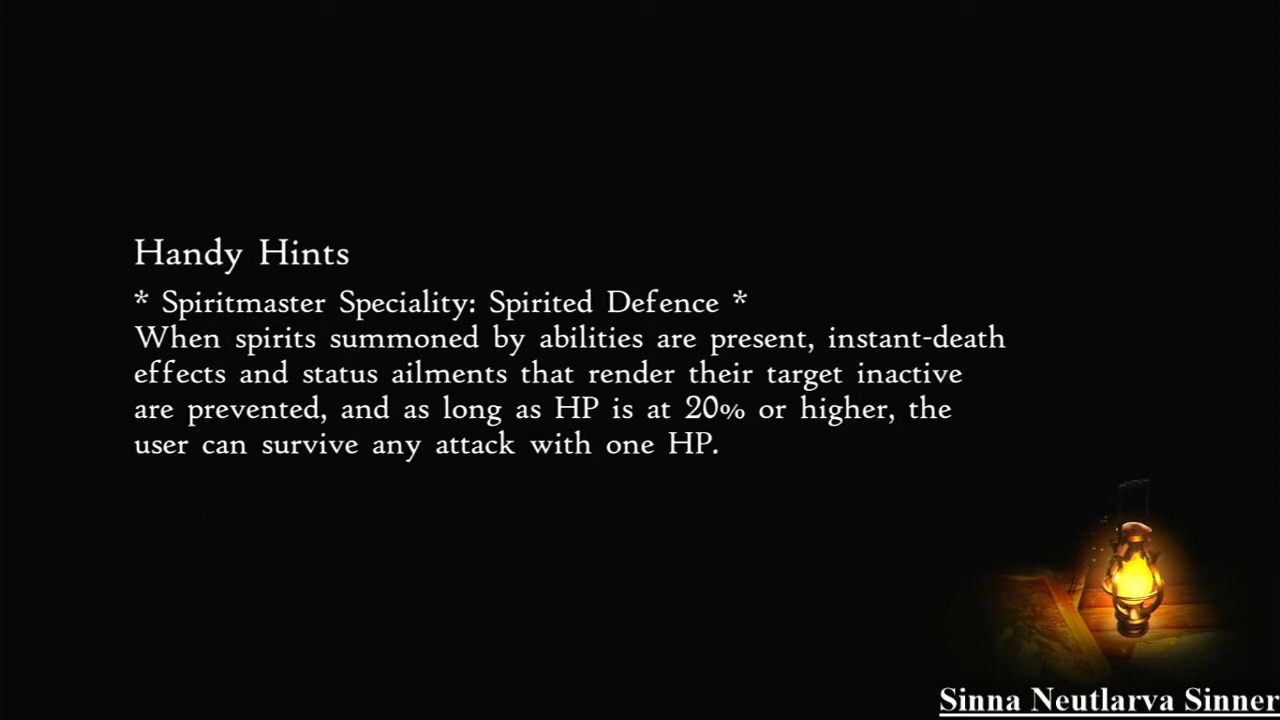 Handy Hints
* Spiritmaster Speciality: Spirited Defence *
When spirits summoned by abilities are present, instant-death
effects and status ailments that render their target inactive
are prevented, and as long as HP is at 20% or higher, the
user can survive any attack with one HP.
Sinna Neutlarva Sinner